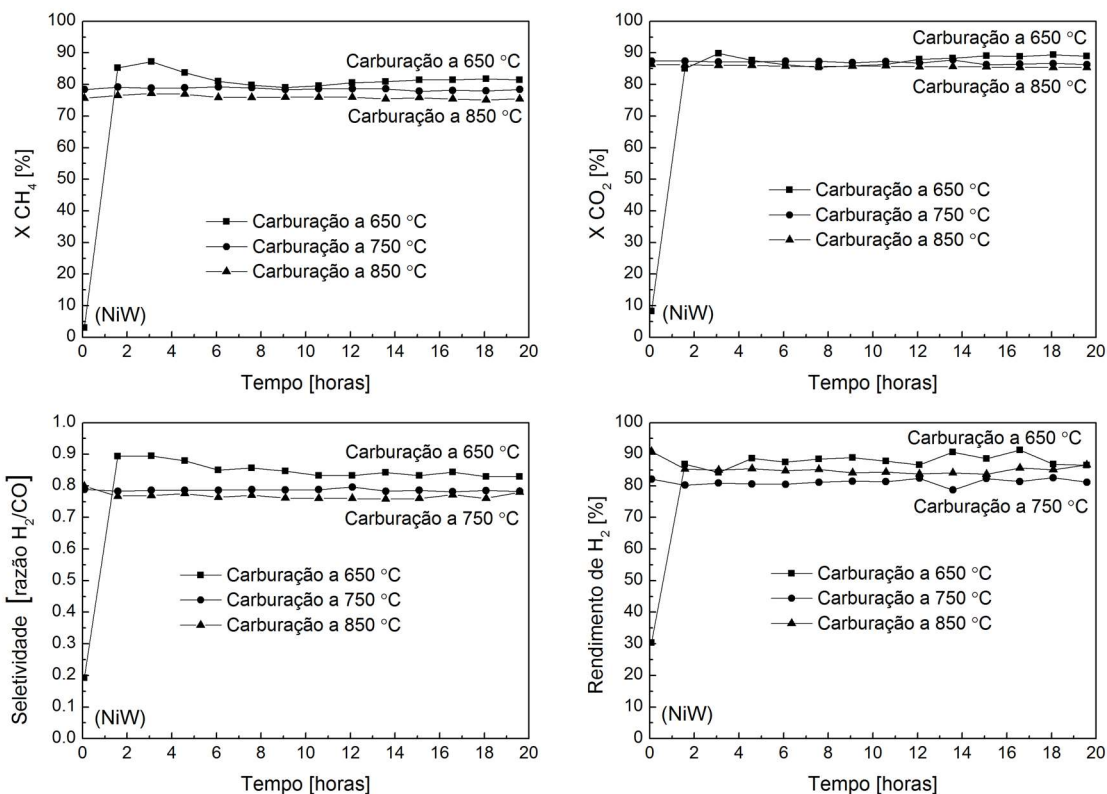 100
90
80
70
60
50
40
30
20
10
0
X CH4 [%]
Carburação a 650 °C
Carburação a 850 °C
Carburação a 650 °C
Carburação a 750 °C
Carburação a 850 °C
(NiW)
0 2 4 6 8 10 12 14 16 18 20
Tempo [horas]
100
90
80
70
60
50
40
30
20
10
0
X CO2 [%]
Carburação a 650 °C
Carburação a 850 °C
Carburação a 650 °C
Carburação a 750 °C
Carburação a 850 °C
(NiW)
0 2 4 6 8 10 12 14 16 18 20
Tempo [horas]
1.0
0.9
0.8
0.7
0.6
0.5
0.4
0.3
0.2
0.1
0.0
Seletividade [razão H2/CO]
Carburação a 650 °C
Carburação a 750 °C
Carburação a 650 °C
Carburação a 750 °C
Carburação a 850 °C
(NiW)
0 2 4 6 8 10 12 14 16 18 20
Tempo [horas]
100
90
80
70
60
50
40
30
20
10
0
Rendimento de H2 [%]
Carburação a 650 °C
Carburação a 750 °C
Carburação a 650 °C
Carburação a 750 °C
Carburação a 850 °C
(NiW)
0 2 4 6 8 10 12 14 16 18 20
Tempo [horas]